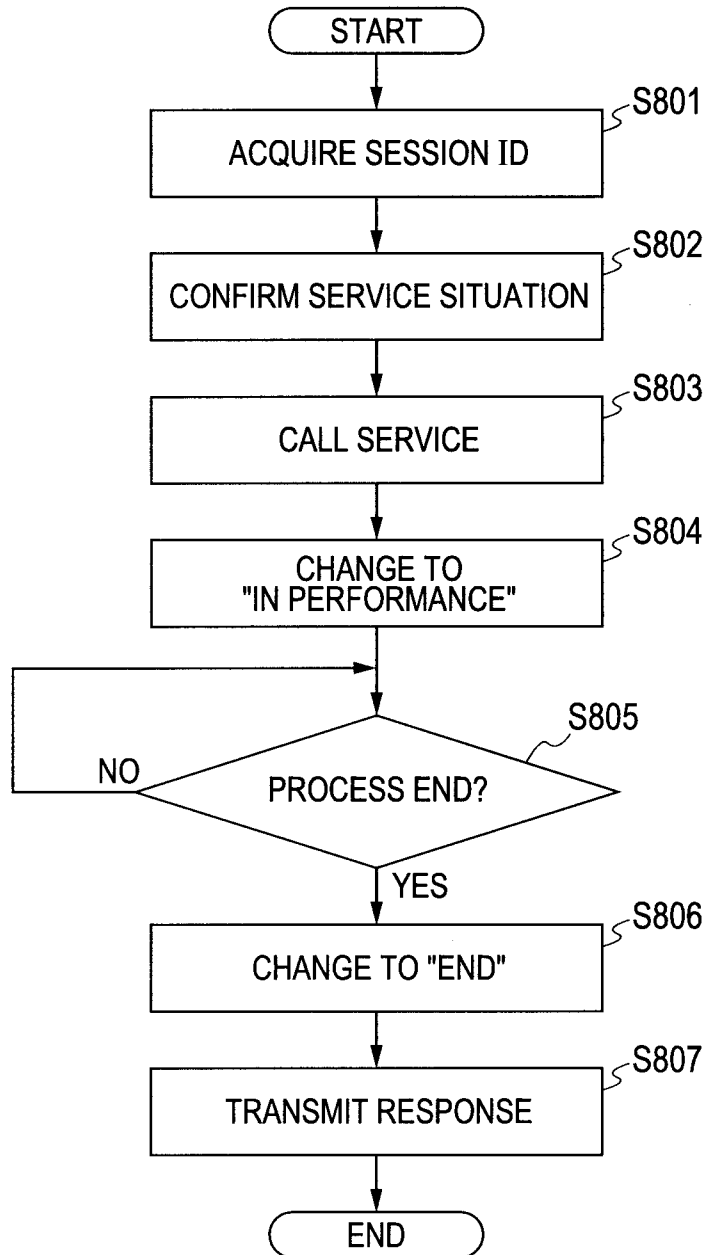 START
S801
ACQUIRE SESSION ID
S802
CONFIRM SERVICE SITUATION
S803
CALL SERVICE
S804
CHANGE TO
"IN PERFORMANCE"
S805
NO
PROCESS END?
YES
S806
CHANGE TO "END"
S807
TRANSMIT RESPONSE
END